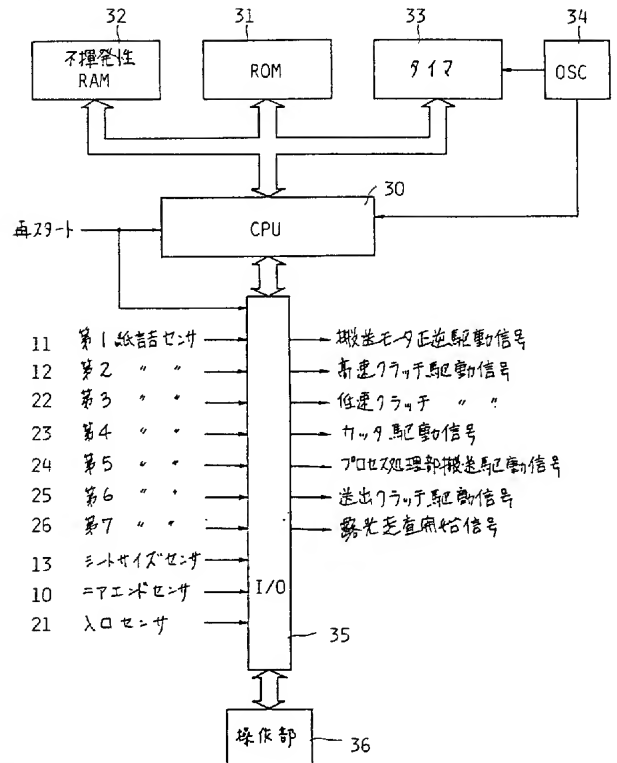 32
31
33
34
不揮発性
RAM
ROM
タイマ
OSC
30
再スタート
CPU
11 第1紙詰センサ
12 第2 〃 〃
22 第3 〃 〃
23 第4 〃 〃
24 第5 〃 〃
25 第6 〃 〃
26 第7 〃 〃
13 シートサイズセンサ
10 ニアエンドセンサ
21 入口センサ
搬送モータ正逆駆動信号
高速クラッチ駆動信号
低速クラッチ 〃 〃
カッタ駆動信号
プロセス処理部搬送駆動信号
送出クラッチ駆動信号
露光走査開始信号
I/O
35
操作部
36